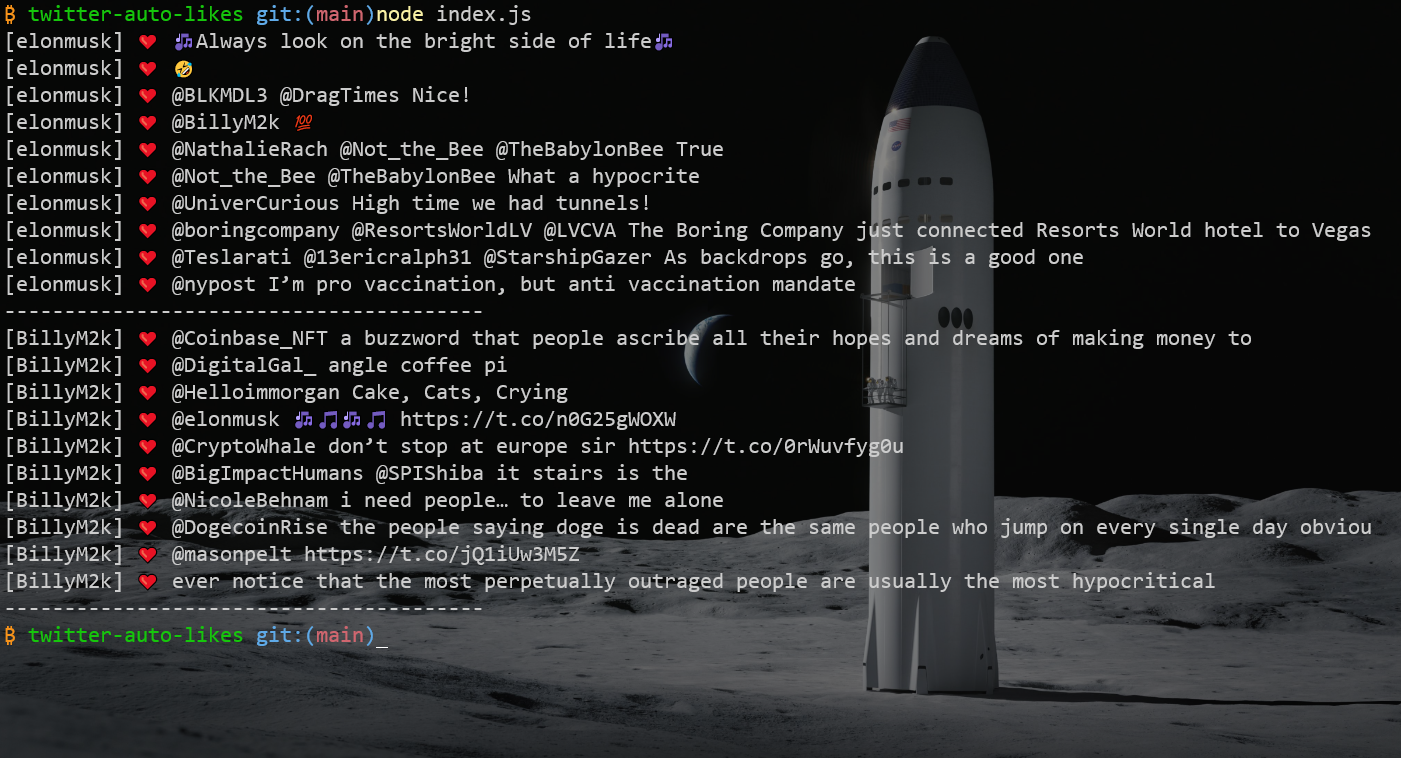 ₿ twitter-auto-likes git:(main)node index.js
[elonmusk] ❤️ 🎶Always look on the bright side of life🎶
[elonmusk] ❤️ 🤣
[elonmusk] ❤️ @BLKMDL3 @DragTimes Nice!
[elonmusk] ❤️ @BillyM2k 💯
[elonmusk] ❤️ @NathalieRach @Not_the_Bee @TheBabylonBee True
[elonmusk] ❤️ @Not_the_Bee @TheBabylonBee What a hypocrite
[elonmusk] ❤️ @UniverCurious High time we had tunnels!
[elonmusk] ❤️ @boringcompany @ResortsWorldLV @LVCVA The Boring Company just connected Resorts World hotel to Vegas
[elonmusk] ❤️ @Teslarati @13ericralph31 @StarshipGazer As backdrops go, this is a good one
[elonmusk] ❤️ @nypost I’m pro vaccination, but anti vaccination mandate
----------------------------------------
[BillyM2k] ❤️ @Coinbase_NFT a buzzword that people ascribe all their hopes and dreams of making money to
[BillyM2k] ❤️ @DigitalGal_ angle coffee pi
[BillyM2k] ❤️ @Helloimmorgan Cake, Cats, Crying
[BillyM2k] ❤️ @elonmusk 🎶🎵🎶🎵 https://t.co/n0G25gWOXW
[BillyM2k] ❤️ @CryptoWhale don’t stop at europe sir https://t.co/0rWuvfyg0u
[BillyM2k] ❤️ @BigImpactHumans @SPIShiba it stairs is the
[BillyM2k] ❤️ @NicoleBehnam i need people… to leave me alone
[BillyM2k] ❤️ @DogecoinRise the people saying doge is dead are the same people who jump on every single day obviou
[BillyM2k] ❤️ @masonpelt https://t.co/jQ1iUw3M5Z
[BillyM2k] ❤️ ever notice that the most perpetually outraged people are usually the most hypocritical
----------------------------------------
₿ twitter-auto-likes git:(main)_